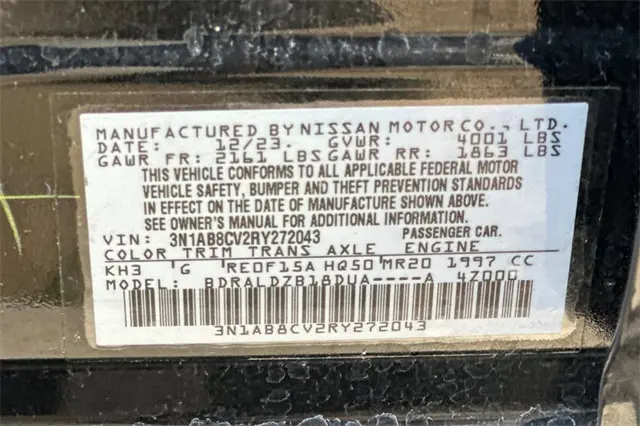 MANUFACTURED BY NISSAN MOTOR CO., LTD.
DATE: 12/23. GVWR: 4001 LBS
GAWR FR: 2161 LBS GAWR RR: 1863 LBS
THIS VEHICLE CONFORMS TO ALL APPLICABLE FEDERAL MOTOR
VEHICLE SAFETY, BUMPER AND THEFT PREVENTION STANDARDS
IN EFFECT ON THE DATE OF MANUFACTURE SHOWN ABOVE.
SEE OWNER'S MANUAL FOR ADDITIONAL INFORMATION.
VIN: 3N1AB8CV2RY272043 PASSENGER CAR.
COLOR TRIM TRANS AXLE ENGINE
KH3 G RE0F15A HQ50 MR20 1997 CC
MODEL: BDRALDZB18DUA----A 4Z000
3N1AB8CV2RY272043